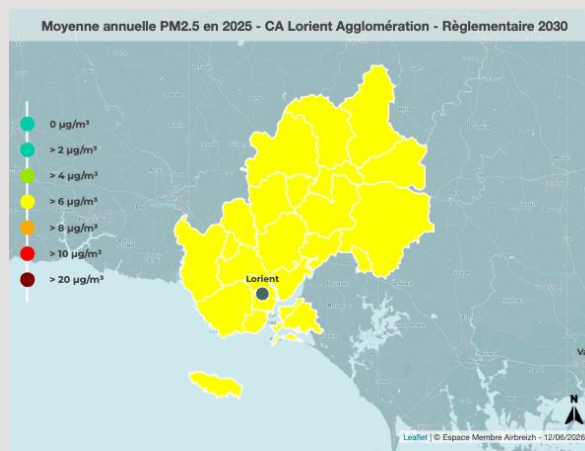 Moyenne annuelle PM2.5 en 2025 - CA Lorient Agglomération - Règlementaire 2030
0 µg/m³
> 2 µg/m³
> 4 µg/m³
> 6 µg/m³
> 8 µg/m³
> 10 µg/m³
> 20 µg/m³
Lorient
Va
N
Leaflet | © Espace Membre Airbreizh - 12/06/2026